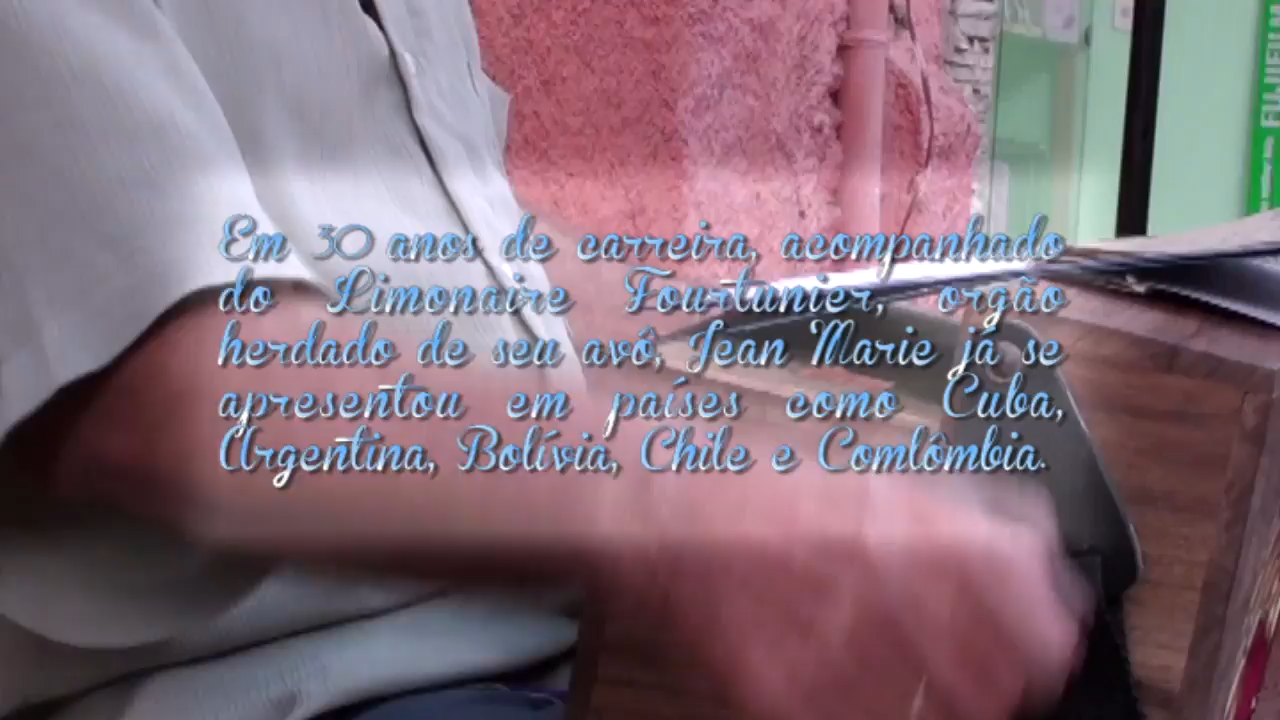 Em 30 anos de carreira, acompanhado
do Limonaire Fourtunier, orgão
herdado de seu avô, Jean Marie já se
apresentou em países como Cuba,
Argentina, Bolívia, Chile e Comlômbia.
FUJIFILM